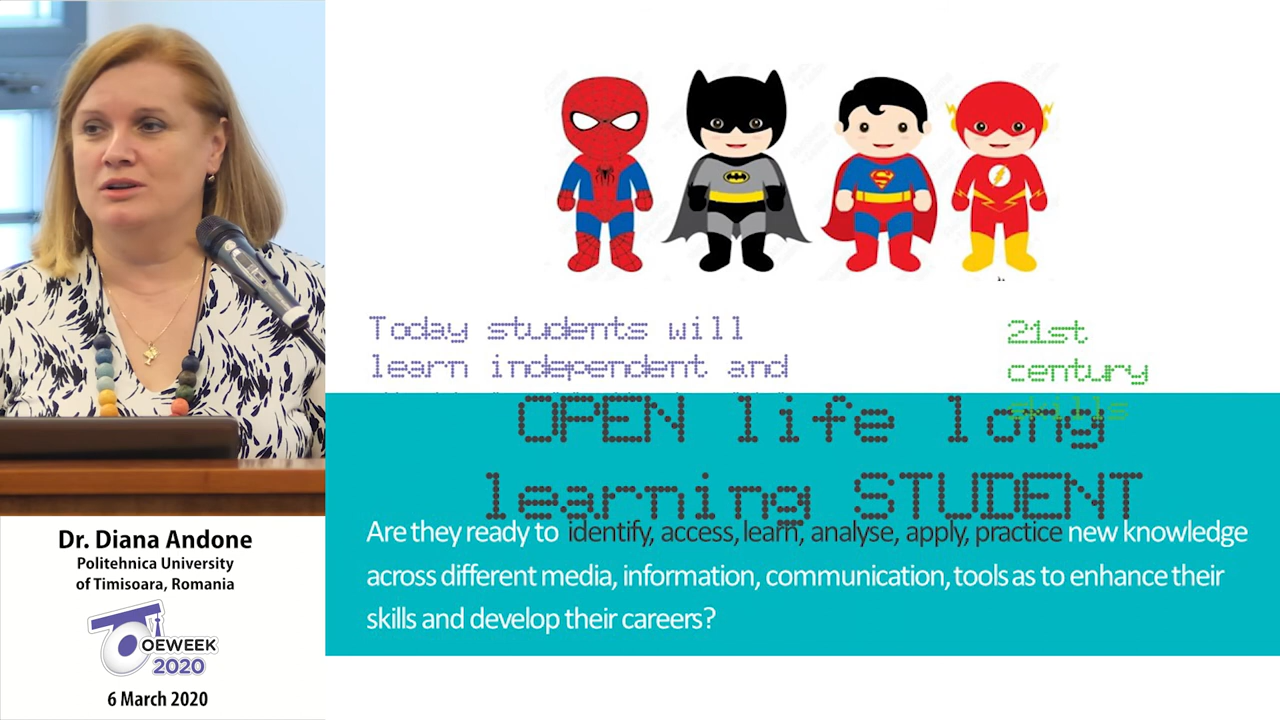 Dr. Diana Andone
Politehnica University
of Timisoara, Romania
OEWEEK
2020
6 March 2020
Today students will
learn independent and
21st
century
skills
OPEN life long
learning STUDENT
Are they ready to identify, access, learn, analyse, apply, practice new knowledge
across different media, information, communication, tools as to enhance their
skills and develop their careers?